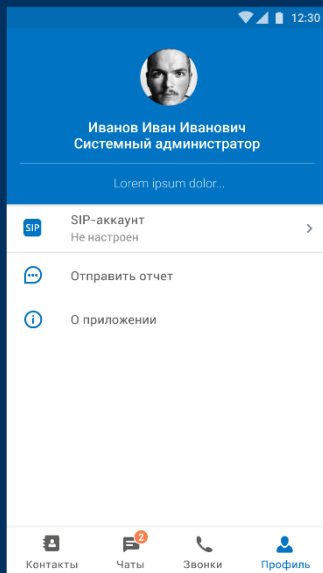 12:30
Иванов Иван Иванович
Системный администратор
Lorem ipsum dolor...
SIP
SIP-аккаунт
Не настроен
Отправить отчет
О приложении
2
Контакты
Чаты
Звонки
Профиль